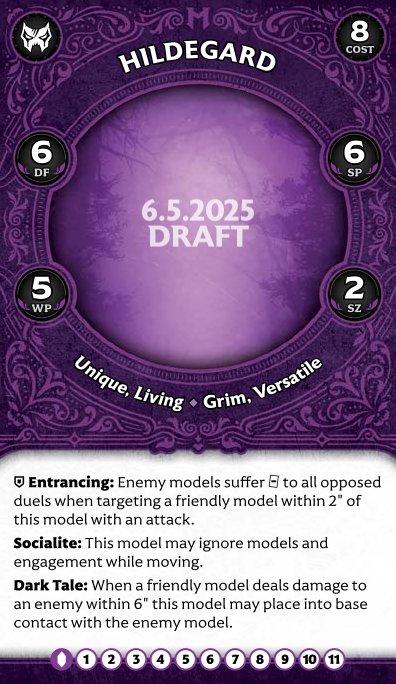 HILDEGARD
8
COST
6
DF
6
SP
6.5.2025
DRAFT
5
WP
2
SZ
Unique, Living ◆ Grim, Versatile
Entrancing: Enemy models suffer ⊟ to all opposed
duels when targeting a friendly model within 2" of
this model with an attack.
Socialite: This model may ignore models and
engagement while moving.
Dark Tale: When a friendly model deals damage to
an enemy within 6" this model may place into base
contact with the enemy model.
1 2 3 4 5 6 7 8 9 10 11